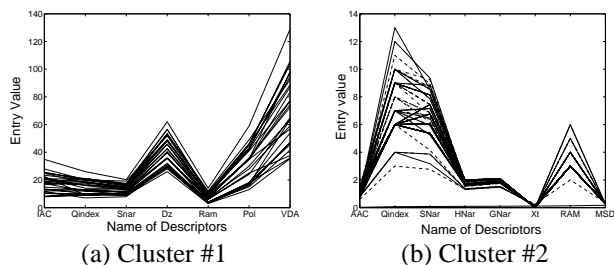 140
120
100
80
60
40
20
0
Entry Value
IAC Qindex Snar Dz Ram Pol VDA
Name of Descriptors
(a) Cluster #1
14
12
10
8
6
4
2
0
Entry Value
AAC Qindex SNar HNar GNar Xt RAM MSD
Name of Descriptors
(b) Cluster #2